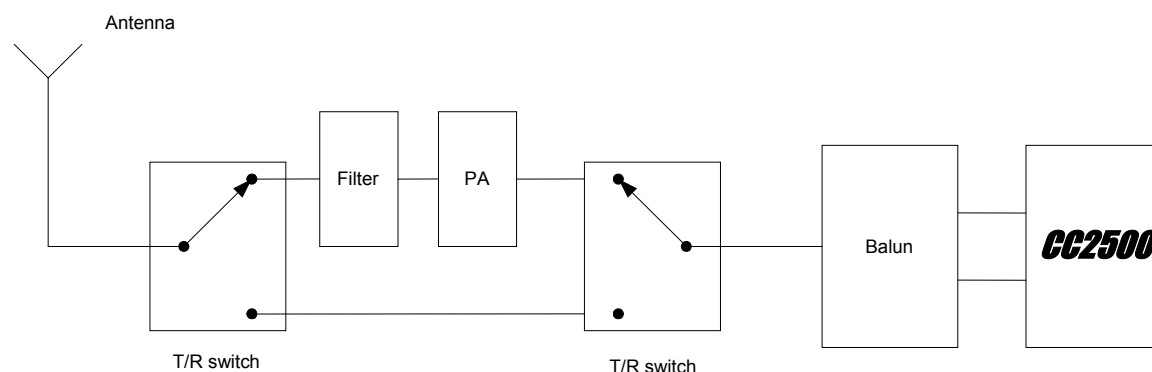 Antenna
Filter
PA
Balun
CC2500
T/R switch
T/R switch